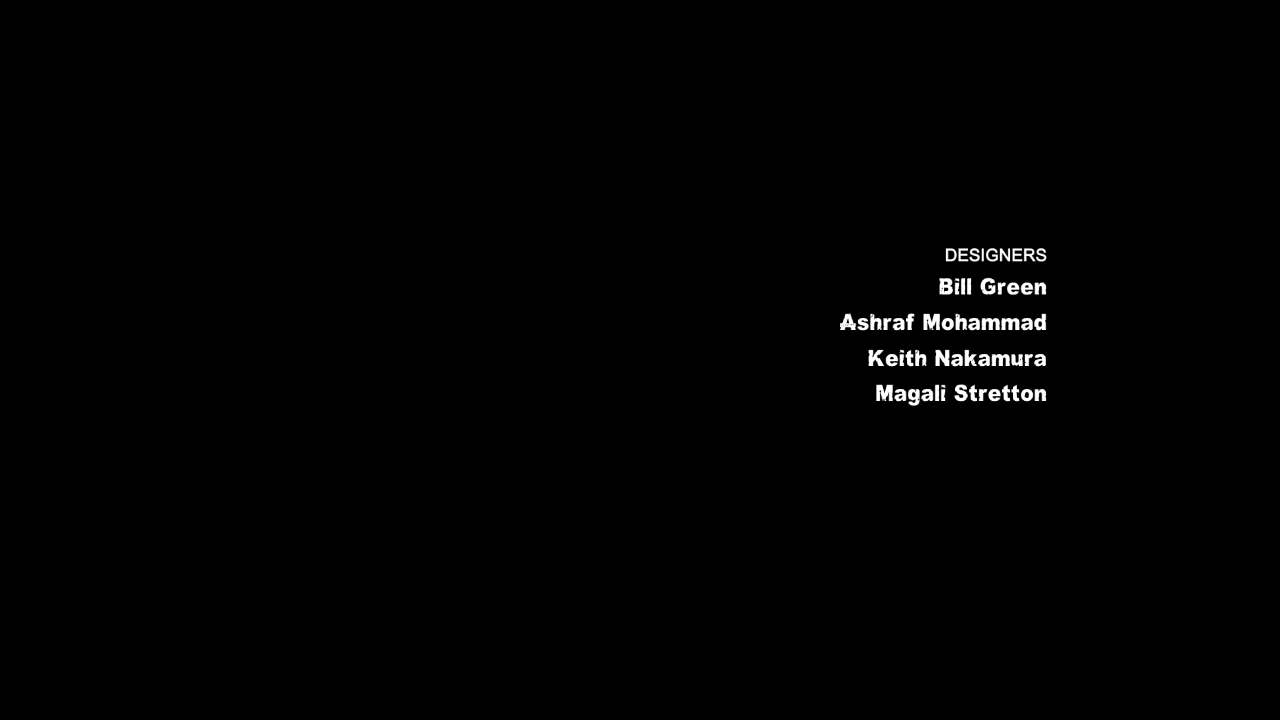 DESIGNERS
Bill Green
Ashraf Mohammad
Keith Nakamura
Magali Stretton